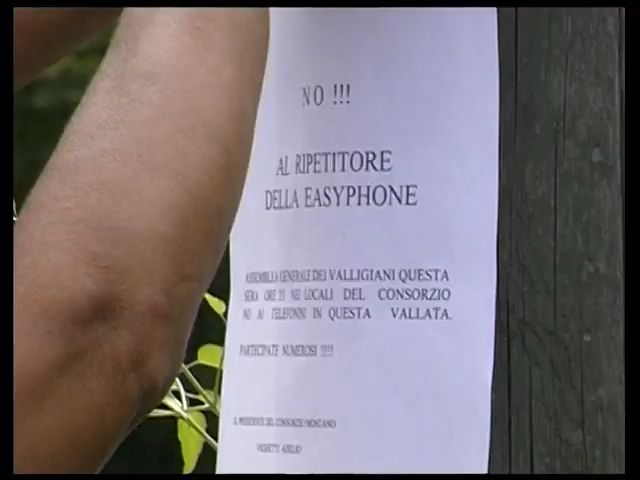 NO !!!
AL RIPETITORE
DELLA EASYPHONE
ASSEMBLEA GENERALE DEI VALLIGIANI QUESTA
SERA ORE 21 NEI LOCALI DEL CONSORZIO
NO AI TELEFONINI IN QUESTA VALLATA.
PARTECIPATE NUMEROSI !!!!
IL PRESIDENTE DEL CONSORZIO MONTANO